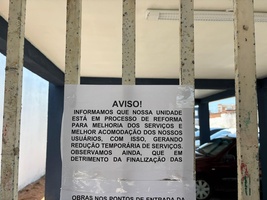 AVISO!
INFORMAMOS QUE NOSSA UNIDADE
ESTÁ EM PROCESSO DE REFORMA
PARA MELHORIA DOS SERVIÇOS E
MELHOR ACOMODAÇÃO DOS NOSSOS
USUÁRIOS, COM ISSO, GERANDO
REDUÇÃO TEMPORÁRIA DE SERVIÇOS.
OBSERVAMOS AINDA, QUE EM
DETRIMENTO DA FINALIZAÇÃO DAS
OBRAS NOS PONTOS DE ENTRADA DA